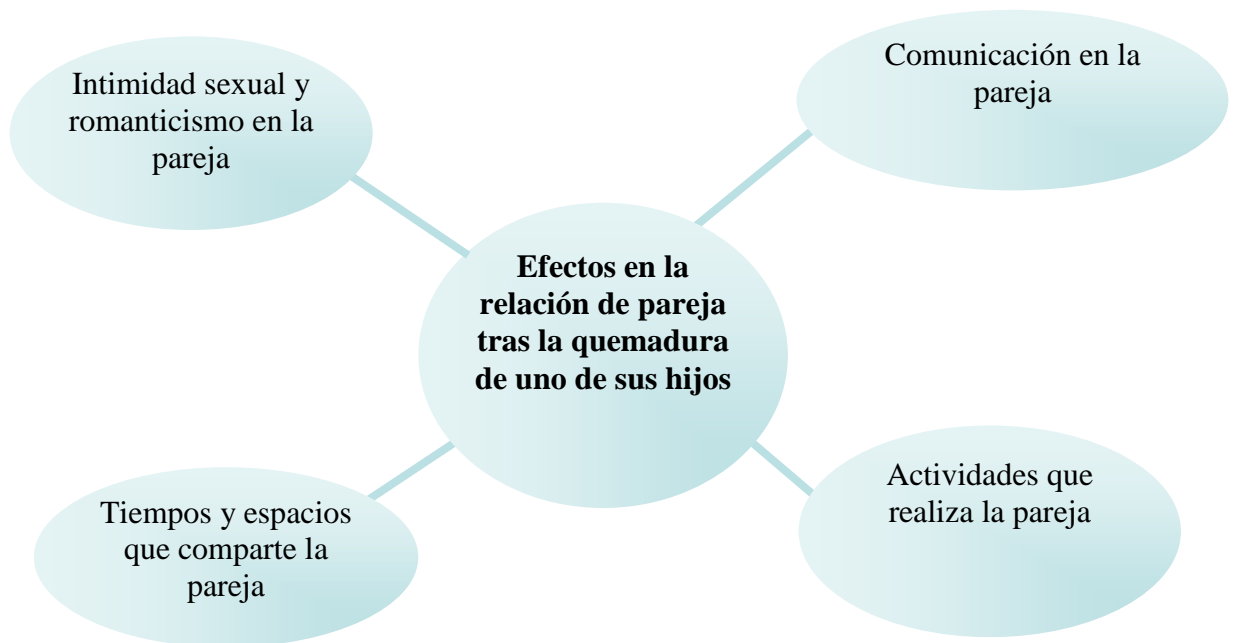 Intimidad sexual y
romanticismo en la
pareja
Comunicación en la
pareja
Efectos en la
relación de pareja
tras la quemadura
de uno de sus hijos
Tiempos y espacios
que comparte la
pareja
Actividades que
realiza la pareja